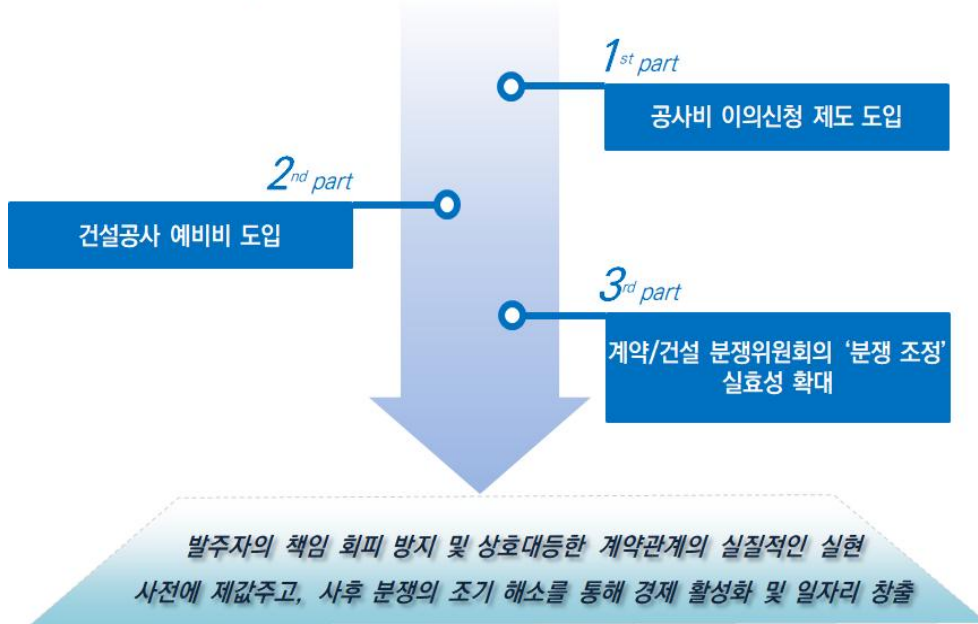 1st part
공사비 이의신청 제도 도입
2nd part
건설공사 예비비 도입
3rd part
계약/건설 분쟁위원회의 ‘분쟁 조정’
실효성 확대
발주자의 책임 회피 방지 및 상호대등한 계약관계의 실질적인 실현
사전에 제값주고, 사후 분쟁의 조기 해소를 통해 경제 활성화 및 일자리 창출